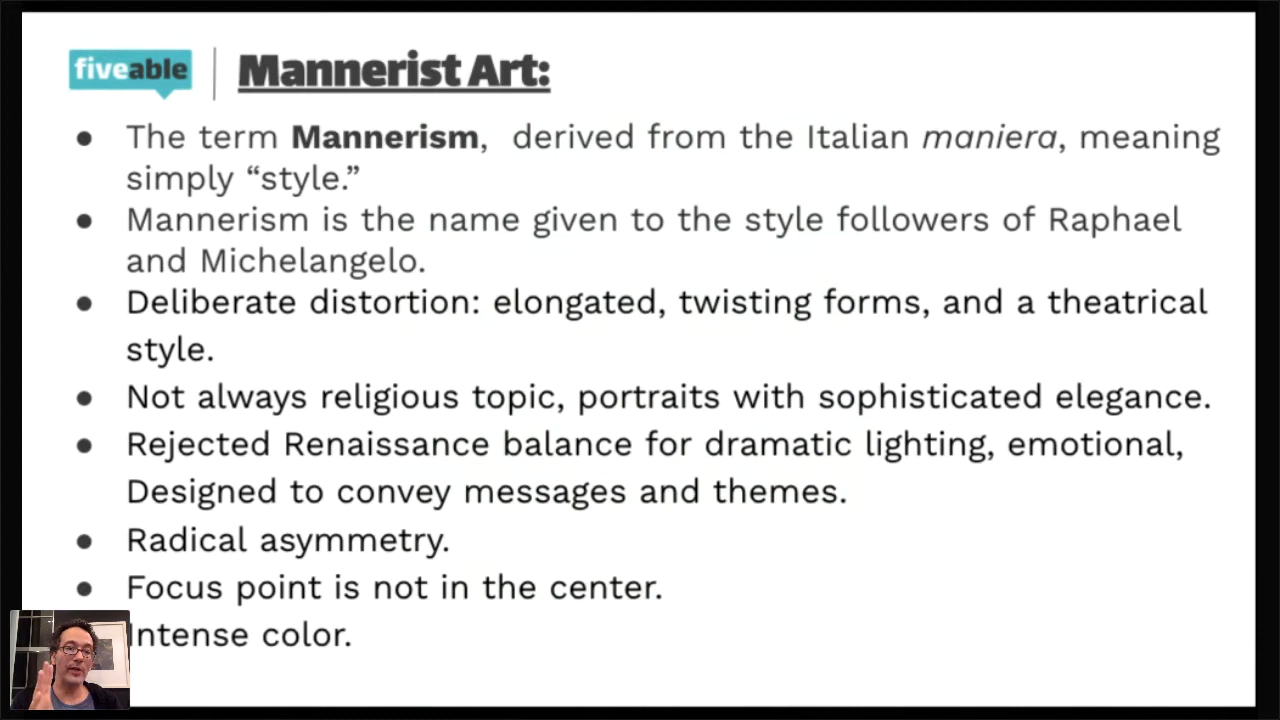 fiveable
Mannerist Art:
● The term Mannerism, derived from the Italian maniera, meaning
simply “style.”
● Mannerism is the name given to the style followers of Raphael
and Michelangelo.
● Deliberate distortion: elongated, twisting forms, and a theatrical
style.
● Not always religious topic, portraits with sophisticated elegance.
● Rejected Renaissance balance for dramatic lighting, emotional,
Designed to convey messages and themes.
● Radical asymmetry.
● Focus point is not in the center.
Intense color.